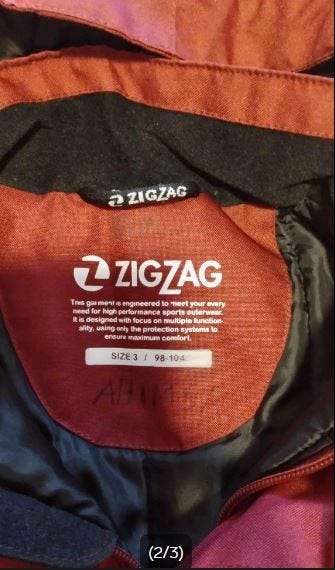 ZIGZAG
ZIGZAG
This garment is engineered to meet your every
need for high performance sports outerwear.
It is designed with focus on multiple function-
ality, using only the protection systems to
ensure maximum comfort.
SIZE 3 / 98-104
(2/3)